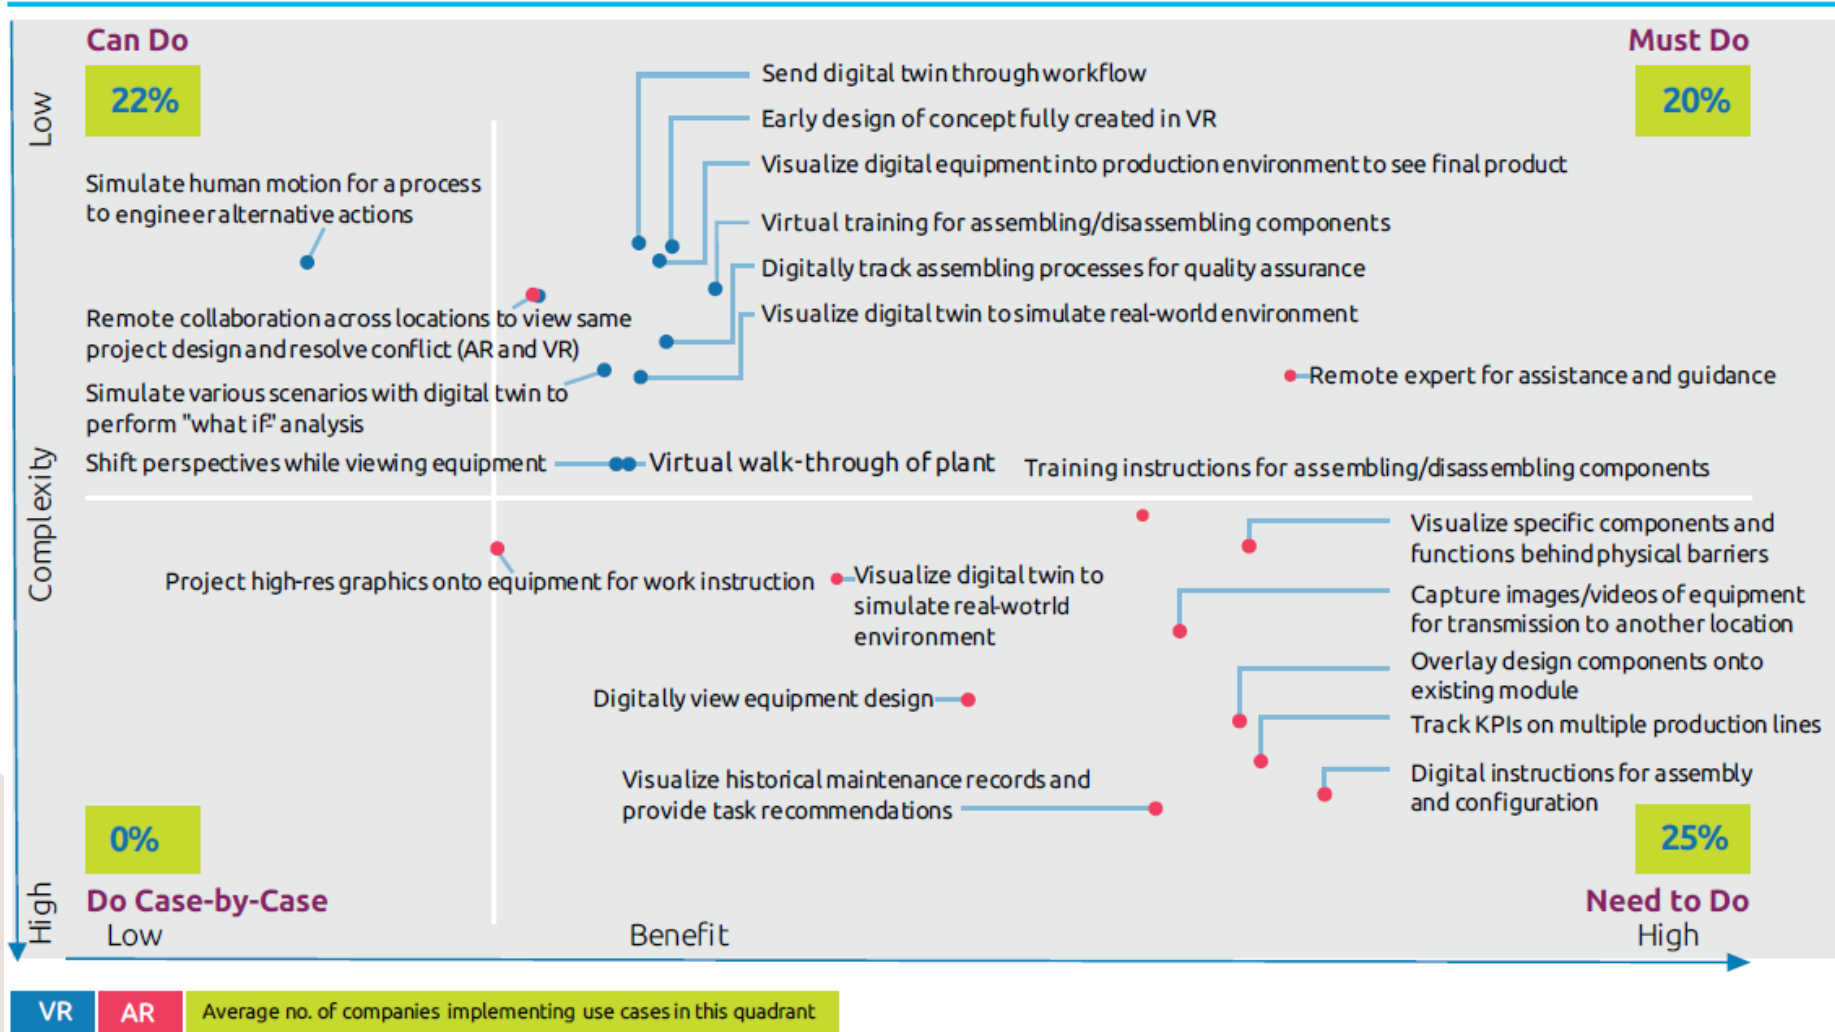 Can Do
Must Do
22%
20%
Low
Send digital twin through workflow
Early design of concept fully created in VR
Visualize digital equipment into production environment to see final product
Simulate human motion for a process
to engineer alternative actions
Virtual training for assembling/disassembling components
Digitally track assembling processes for quality assurance
Visualize digital twin to simulate real-world environment
Remote collaboration across locations to view same
project design and resolve conflict (AR and VR)
Remote expert for assistance and guidance
Simulate various scenarios with digital twin to
perform "what if-" analysis
Shift perspectives while viewing equipment
Virtual walk-through of plant
Training instructions for assembling/disassembling components
Complexity
Visualize specific components and
functions behind physical barriers
Project high-res graphics onto equipment for work instruction
Visualize digital twin to
simulate real-wotrld
environment
Capture images/videos of equipment
for transmission to another location
Overlay design components onto
existing module
Digitally view equipment design
Track KPIs on multiple production lines
Visualize historical maintenance records and
provide task recommendations
Digital instructions for assembly
and configuration
0%
25%
High
Do Case-by-Case
Need to Do
Low
Benefit
High
VR
AR
Average no. of companies implementing use cases in this quadrant